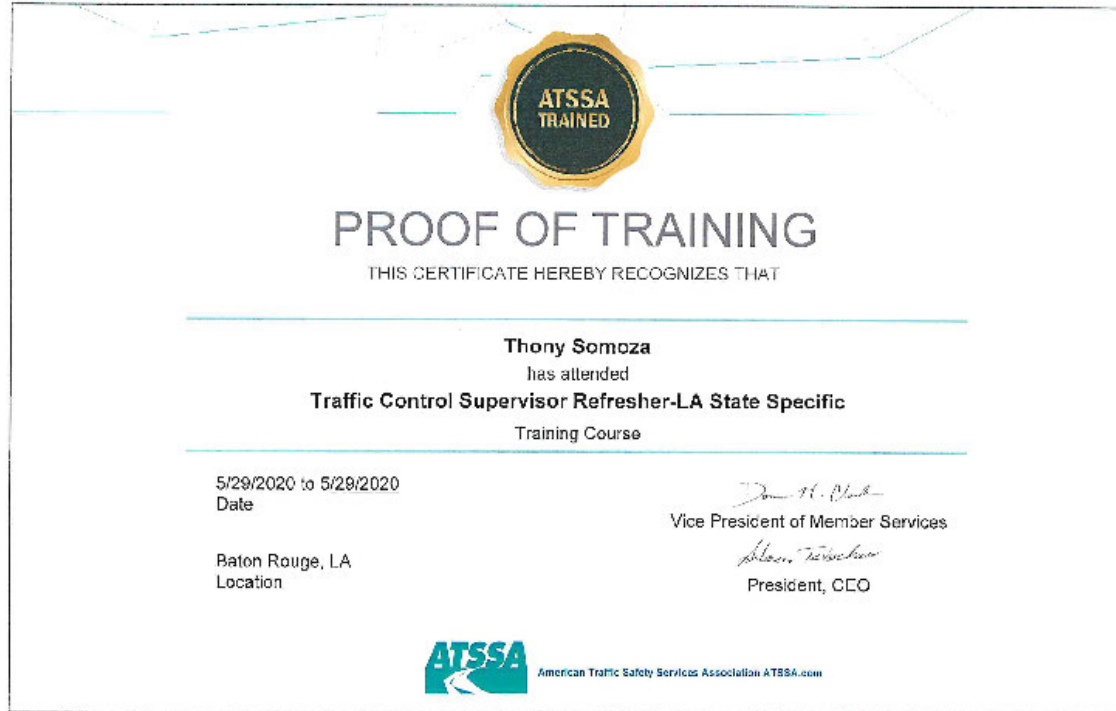 ATSSA
TRAINED
PROOF OF TRAINING
THIS CERTIFICATE HEREBY RECOGNIZES THAT
Thony Somoza
has attended
Traffic Control Supervisor Refresher-LA State Specific
Training Course
5/29/2020 to 5/29/2020
Date
Vice President of Member Services
Baton Rouge, LA
Location
President, CEO
ATSSA
American Traffic Safety Services Association ATSSA.com